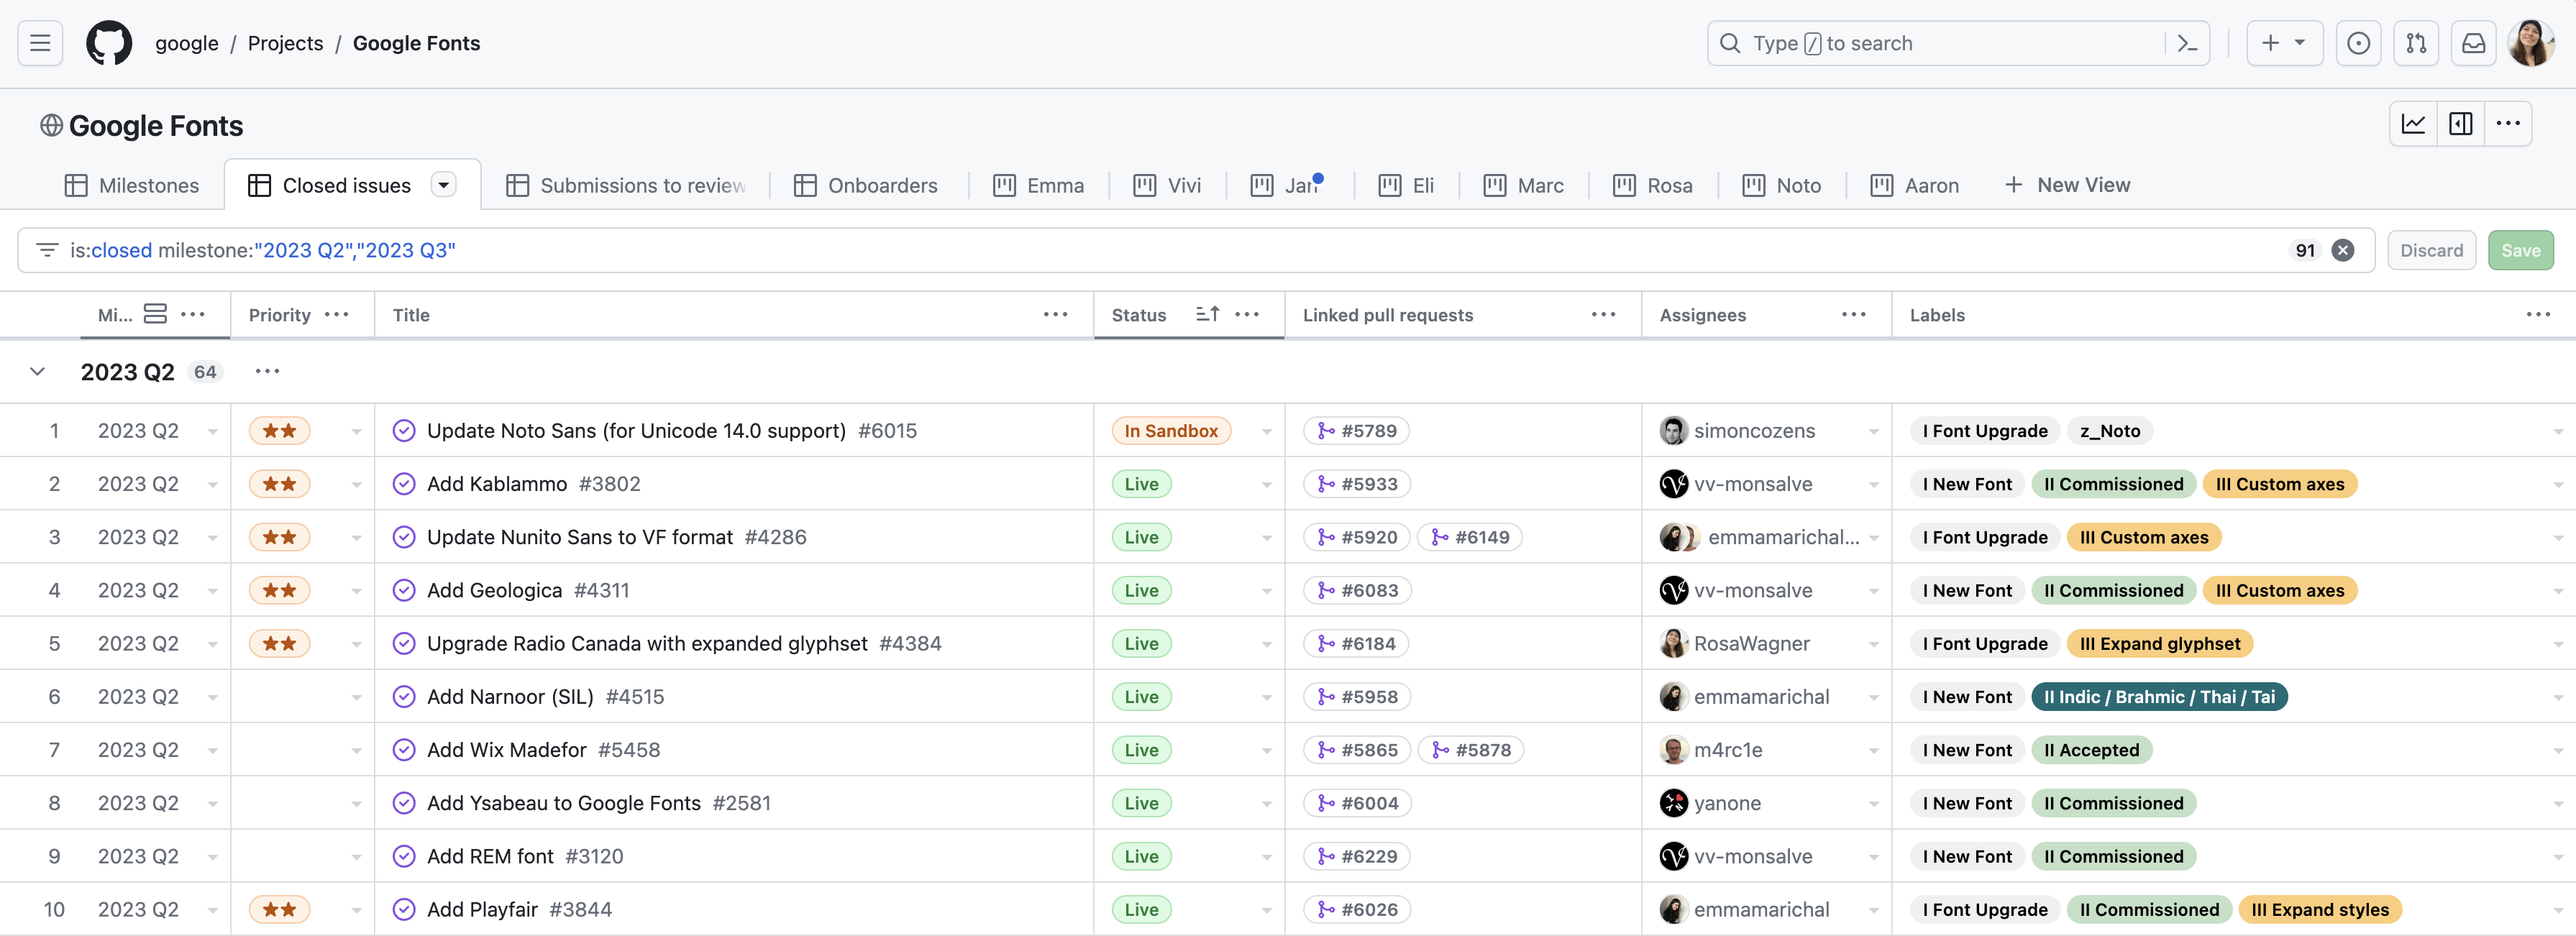 google / Projects / Google Fonts
Type / to search
Google Fonts
Milestones Closed issues Submissions to review Onboarders Emma Vivi Jan Eli Marc Rosa Noto Aaron + New View
is:closed milestone:"2023 Q2","2023 Q3" 91 Discard Save
Mi... Priority Title Status Linked pull requests Assignees Labels
2023 Q2 64
1 2023 Q2 ★★ Update Noto Sans (for Unicode 14.0 support) #6015 In Sandbox #5789 simoncozens I Font Upgrade z_Noto
2 2023 Q2 ★★ Add Kablammo #3802 Live #5933 vv-monsalve I New Font II Commissioned III Custom axes
3 2023 Q2 ★★ Update Nunito Sans to VF format #4286 Live #5920 #6149 emmamarichal... I Font Upgrade III Custom axes
4 2023 Q2 ★★ Add Geologica #4311 Live #6083 vv-monsalve I New Font II Commissioned III Custom axes
5 2023 Q2 ★★ Upgrade Radio Canada with expanded glyphset #4384 Live #6184 RosaWagner I Font Upgrade III Expand glyphset
6 2023 Q2 Add Narnoor (SIL) #4515 Live #5958 emmamarichal I New Font II Indic / Brahmic / Thai / Tai
7 2023 Q2 Add Wix Madefor #5458 Live #5865 #5878 m4rc1e I New Font II Accepted
8 2023 Q2 Add Ysabeau to Google Fonts #2581 Live #6004 yanone I New Font II Commissioned
9 2023 Q2 Add REM font #3120 Live #6229 vv-monsalve I New Font II Commissioned
10 2023 Q2 ★★ Add Playfair #3844 Live #6026 emmamarichal I Font Upgrade II Commissioned III Expand styles